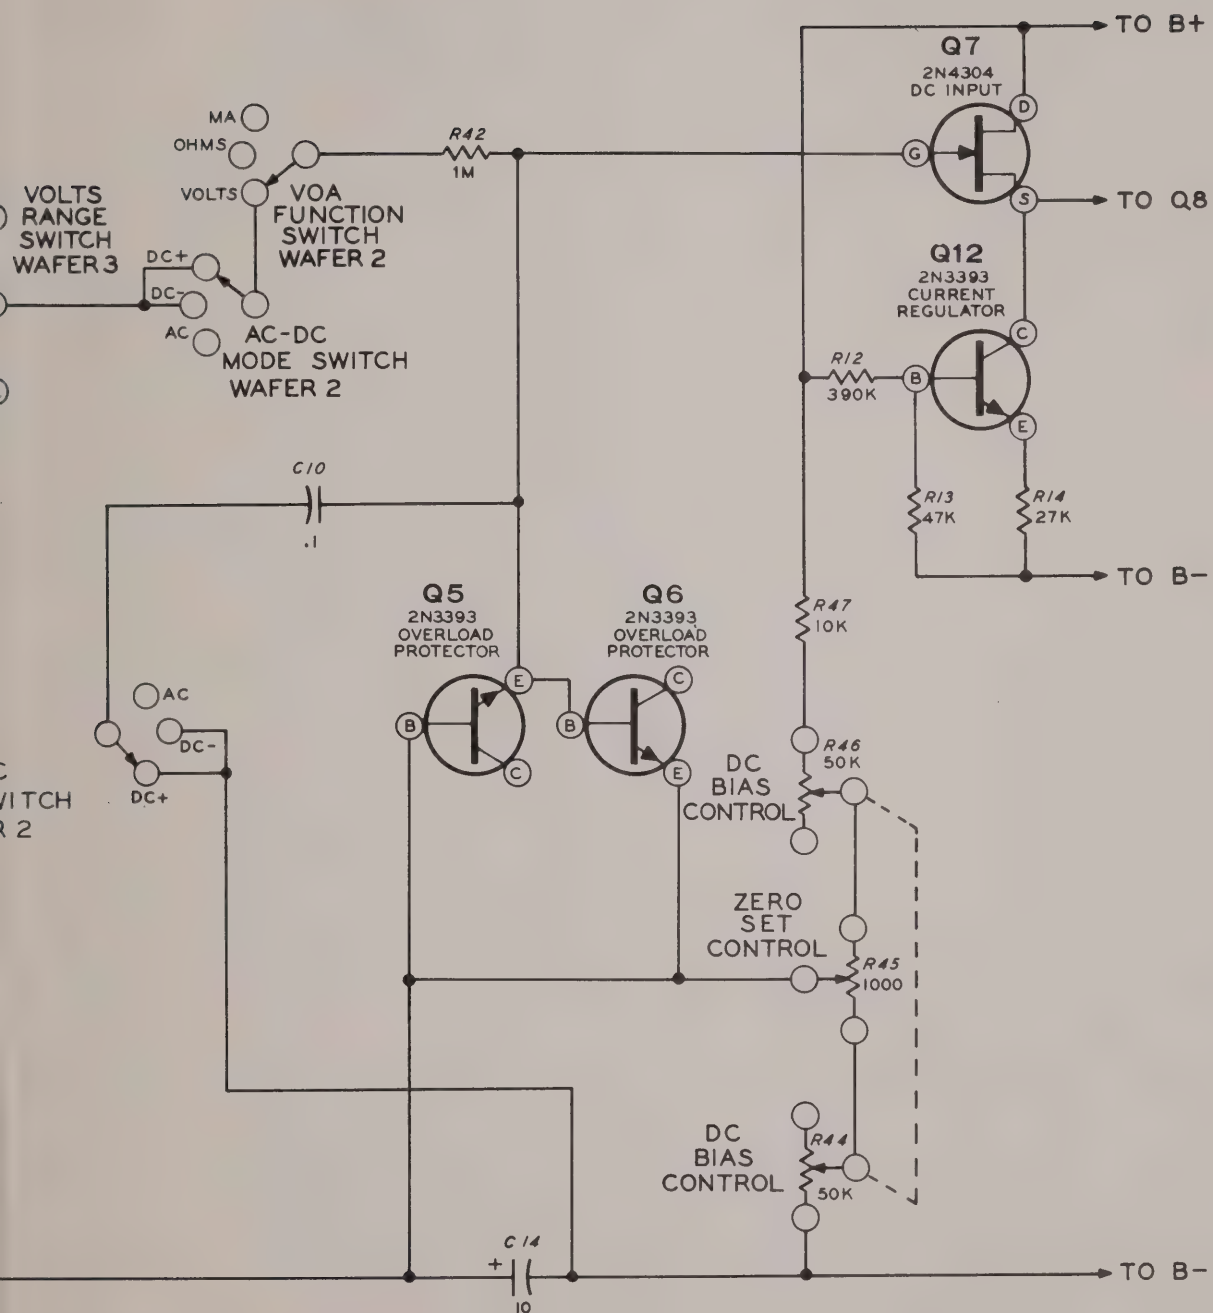 TO B+
Q7
2N4304
DC INPUT
D
MA
OHMS
R42
1M
G
VOLTS
VOLTS
RANGE
SWITCH
WAFER 3
VOA
FUNCTION
SWITCH
WAFER 2
S
TO Q8
DC+
DC-
AC
AC-DC
MODE SWITCH
WAFER 2
Q12
2N3393
CURRENT
REGULATOR
C
R12
390K
B
E
C10
.1
R13
47K
R14
27K
TO B-
Q5
2N3393
OVERLOAD
PROTECTOR
Q6
2N3393
OVERLOAD
PROTECTOR
R47
10K
E
C
B
B
C
E
AC
DC-
DC+
C
WITCH
R 2
R46
50K
DC
BIAS
CONTROL
ZERO
SET
CONTROL
R45
1000
DC
BIAS
CONTROL
R44
50K
C14
+
10
TO B-